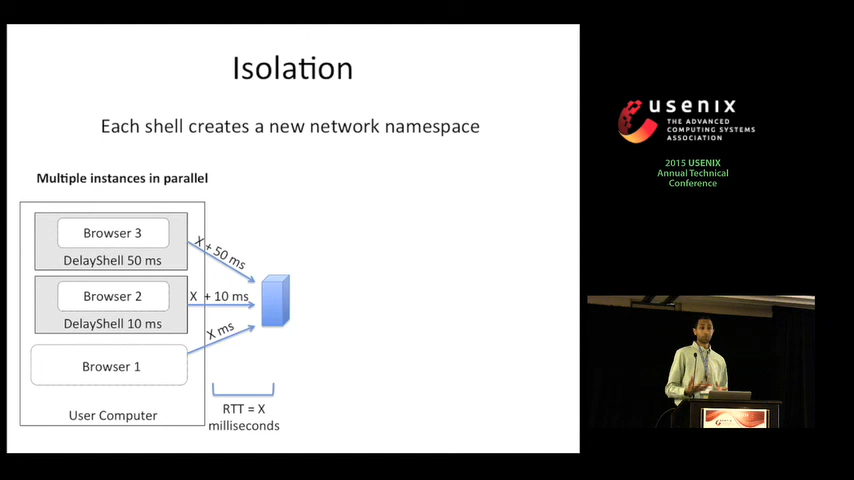 Isolation
Each shell creates a new network namespace
Multiple instances in parallel
Browser 3
DelayShell 50 ms
X + 50 ms
Browser 2
DelayShell 10 ms
X + 10 ms
Browser 1
X ms
User Computer
RTT = X
milliseconds
usenix
THE ADVANCED
COMPUTING SYSTEMS
ASSOCIATION
2015 USENIX
Annual Technical
Conference